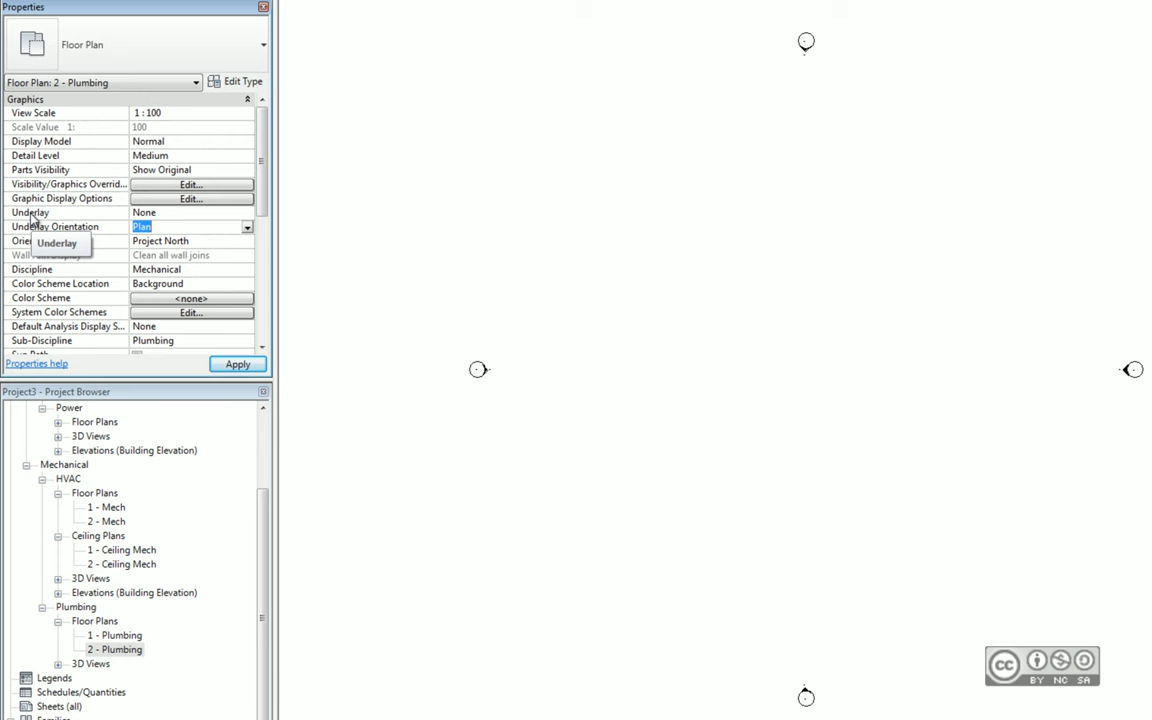 Properties
Floor Plan
Floor Plan: 2 - Plumbing Edit Type
Graphics
View Scale 1 : 100
Scale Value 1: 100
Display Model Normal
Detail Level Medium
Parts Visibility Show Original
Visibility/Graphics Overrid... Edit...
Graphic Display Options Edit...
Underlay None
Underlay Orientation Plan
Project North
Underlay
Clean all wall joins
Discipline Mechanical
Color Scheme Location Background
Color Scheme <none>
System Color Schemes Edit...
Default Analysis Display S... None
Sub-Discipline Plumbing
Properties help Apply
Project3 - Project Browser
Power
Floor Plans
3D Views
Elevations (Building Elevation)
Mechanical
HVAC
Floor Plans
1 - Mech
2 - Mech
Ceiling Plans
1 - Ceiling Mech
2 - Ceiling Mech
3D Views
Elevations (Building Elevation)
Plumbing
Floor Plans
1 - Plumbing
2 - Plumbing
3D Views
Legends
Schedules/Quantities
Sheets (all)
cc
BY NC SA